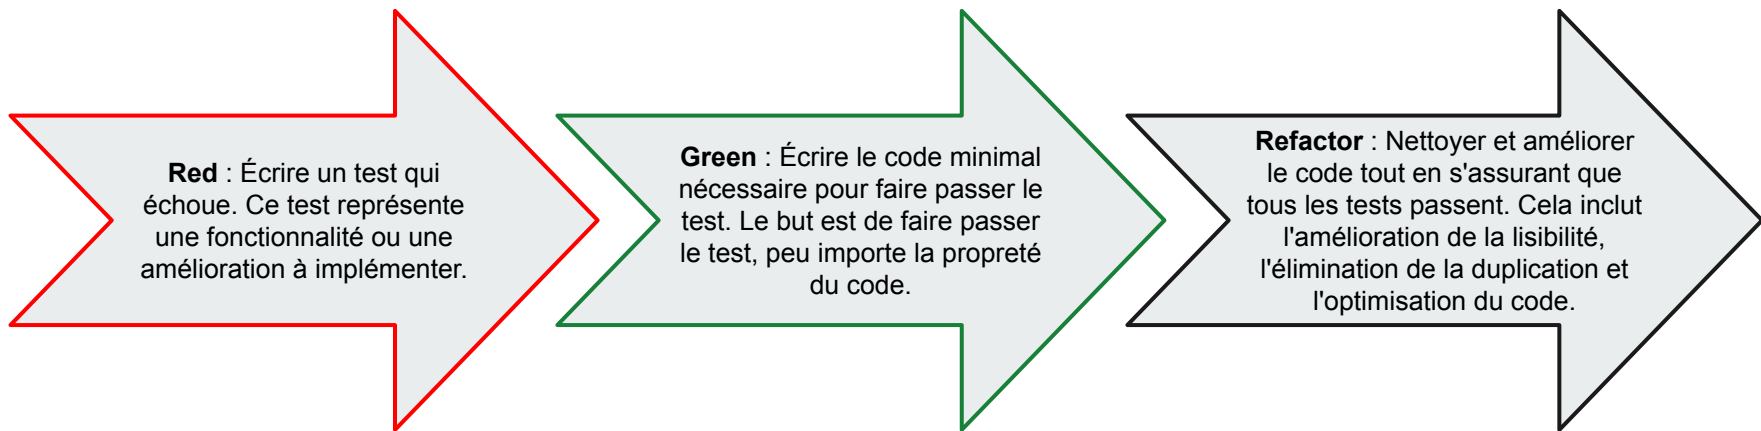 Red : Écrire un test qui
échoue. Ce test représente
une fonctionnalité ou une
amélioration à implémenter.
Green : Écrire le code minimal
nécessaire pour faire passer le
test. Le but est de faire passer
le test, peu importe la propreté
du code.
Refactor : Nettoyer et améliorer
le code tout en s'assurant que
tous les tests passent. Cela inclut
l'amélioration de la lisibilité,
l'élimination de la duplication et
l'optimisation du code.